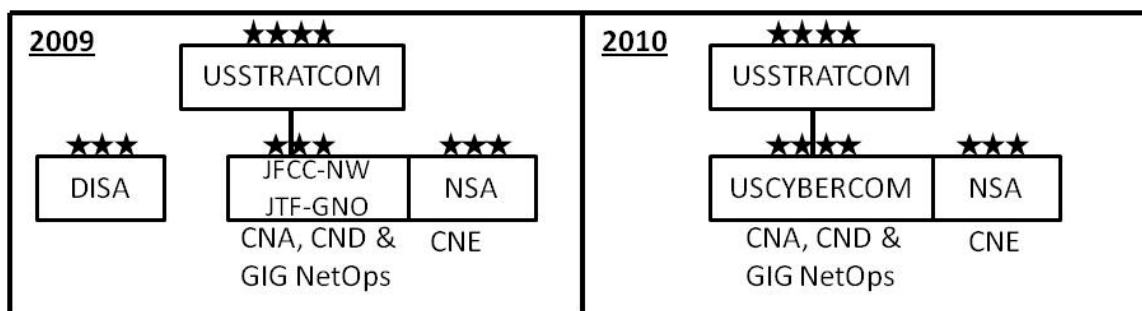 2009
USSTRATCOM
DISA
JFCC-NW
JTF-GNO
NSA
CNA, CND &
GIG NetOps
CNE
2010
USSTRATCOM
USCYBERCOM
NSA
CNA, CND &
GIG NetOps
CNE